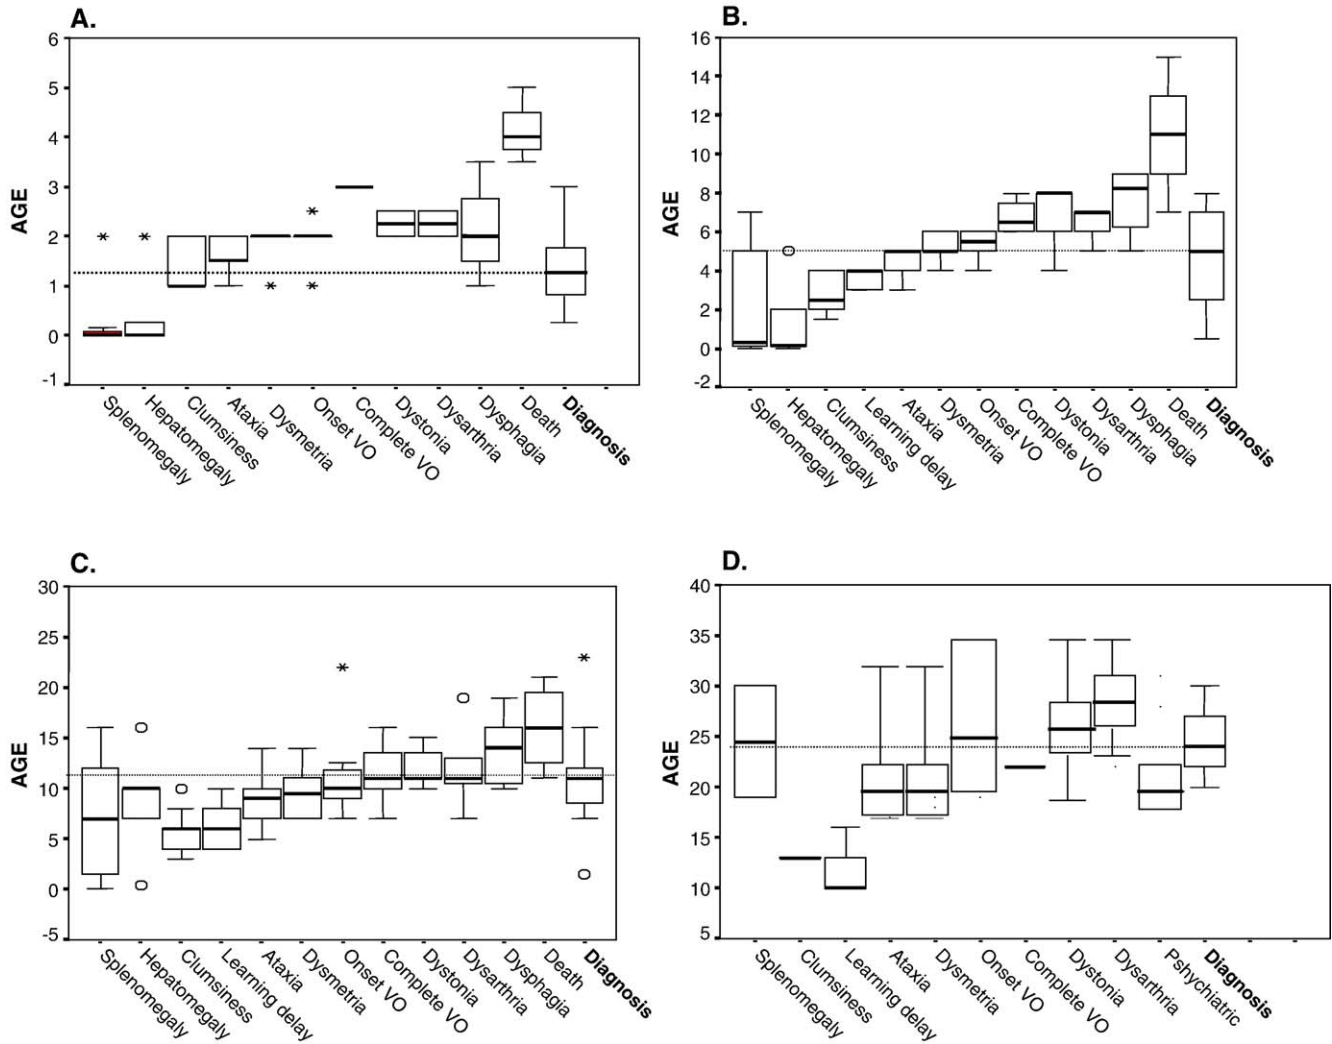 A.
AGE
6
5
4
3
2
1
0
-1
Splenomegaly
Hepatomegaly
Clumsiness
Ataxia
Dysmetria
Onset VO
Complete VO
Dystonia
Dysarthria
Dysphagia
Death
Diagnosis
B.
AGE
16
14
12
10
8
6
4
2
0
-2
Splenomegaly
Hepatomegaly
Clumsiness
Learning delay
Ataxia
Dysmetria
Onset VO
Complete VO
Dystonia
Dysarthria
Dysphagia
Death
Diagnosis
C.
AGE
30
25
20
15
10
5
0
-5
Splenomegaly
Hepatomegaly
Clumsiness
Learning delay
Ataxia
Dysmetria
Onset VO
Complete VO
Dystonia
Dysarthria
Dysphagia
Death
Diagnosis
D.
AGE
40
35
30
25
20
15
10
5
Splenomegaly
Clumsiness
Learning delay
Ataxia
Dysmetria
Onset VO
Complete VO
Dystonia
Dysarthria
Pshychiatric
Diagnosis